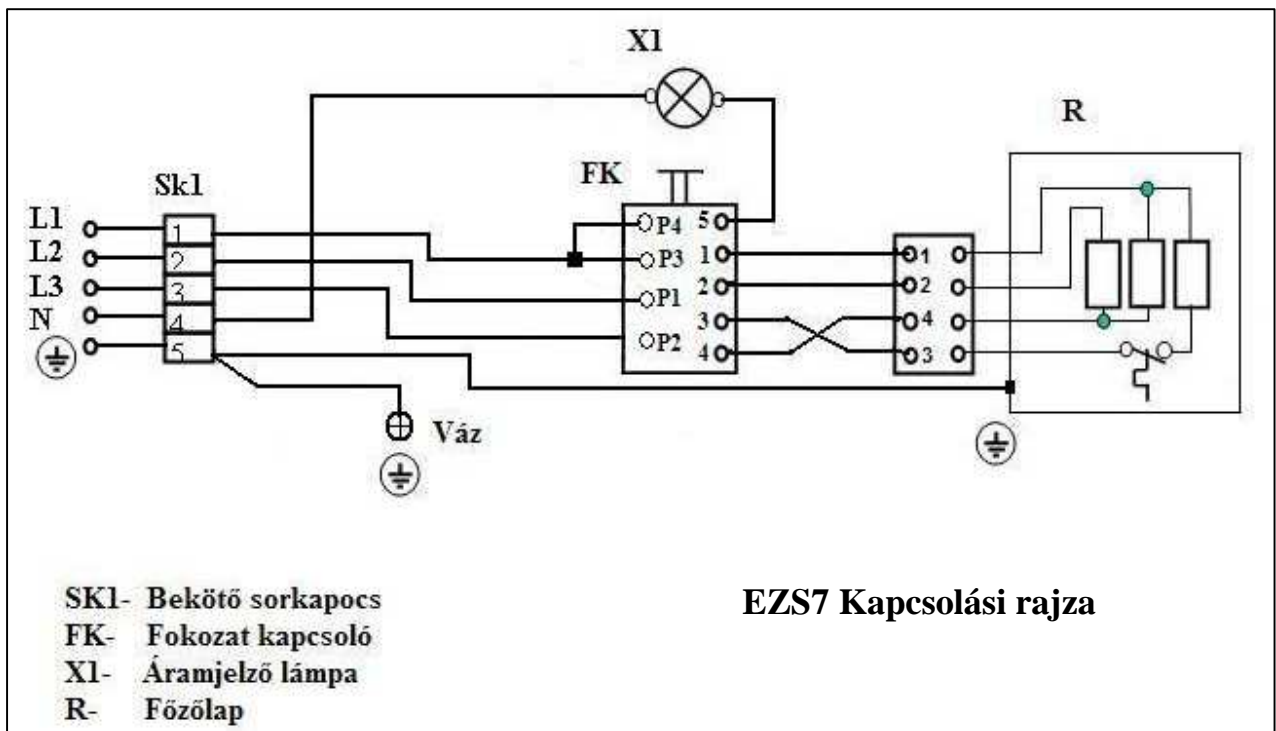 X1
R
FK
Sk1
L1
L2
L3
N
1
2
3
4
5
P4
P3
P1
P2
5
1
2
3
4
1
2
4
3
Váz
SK1- Bekötő sorkapocs
FK- Fokozat kapcsoló
X1- Áramjelző lámpa
R- Főzőlap
EZS7 Kapcsolási rajza